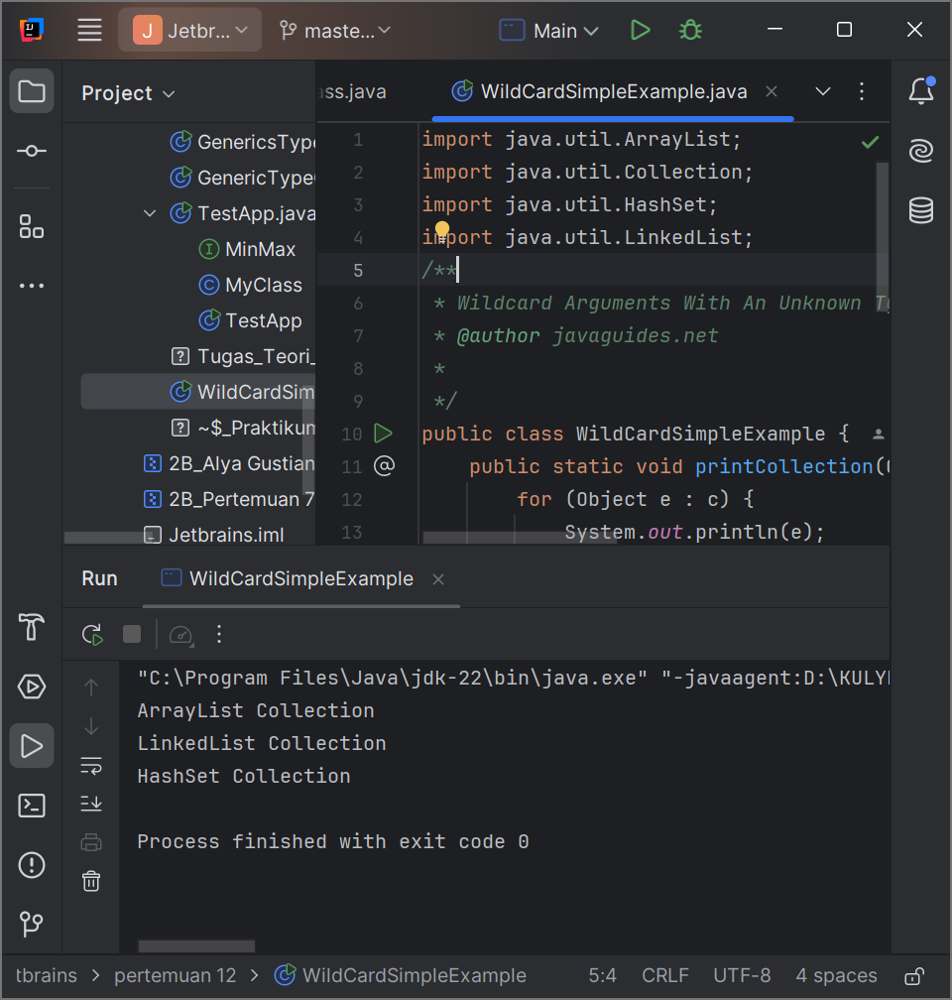 J Jetbr... maste... Main
Project
ss.java
WildCardSimpleExample.java
GenericsType
GenericType
TestApp.java
MinMax
MyClass
TestApp
Tugas_Teori_
WildCardSim
~$_Praktikum
2B_Alya Gustian
2B_Pertemuan 7
Jetbrains.iml
1 import java.util.ArrayList;
2 import java.util.Collection;
3 import java.util.HashSet;
4 import java.util.LinkedList;
5 /**
6 * Wildcard Arguments With An Unknown Ty
7 * @author javaguides.net
8 *
9 */
10 public class WildCardSimpleExample {
11 @ public static void printCollection(
12 for (Object e : c) {
13 System.out.println(e);
Run WildCardSimpleExample
"C:\Program Files\Java\jdk-22\bin\java.exe" "-javaagent:D:\KULY
ArrayList Collection
LinkedList Collection
HashSet Collection
Process finished with exit code 0
tbrains > pertemuan 12 > WildCardSimpleExample 5:4 CRLF UTF-8 4 spaces